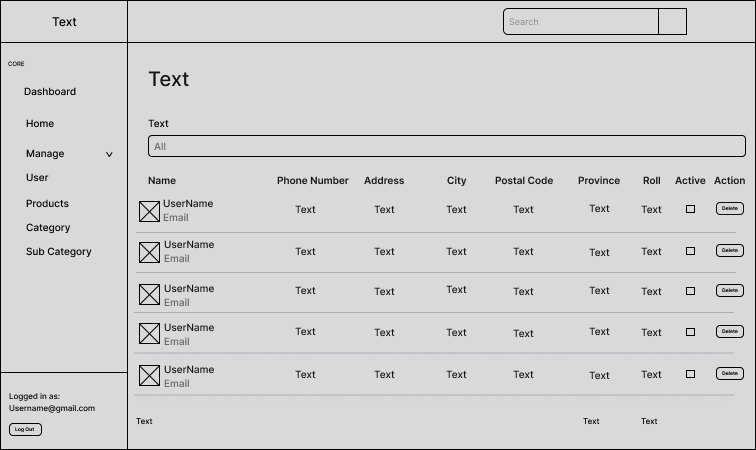 Text
Search
CORE
Dashboard
Home
Manage
User
Products
Category
Sub Category
Logged in as:
Username@gmail.com
Log Out
Text
Text
All
Name Phone Number Address City Postal Code Province Roll Active Action
UserName
Email
Text Text Text Text Text Text Delete
UserName
Email
Text Text Text Text Text Text Delete
UserName
Email
Text Text Text Text Text Text Delete
UserName
Email
Text Text Text Text Text Text Delete
UserName
Email
Text Text Text Text Text Text Delete
Text Text Text